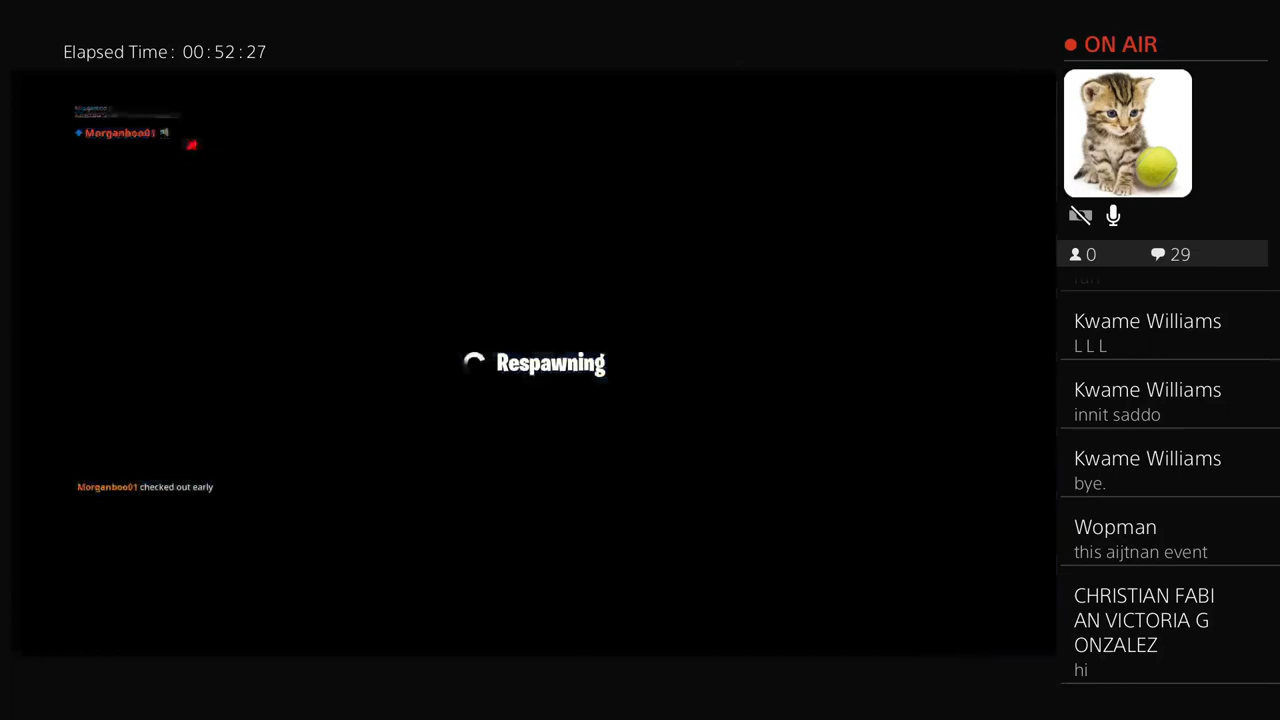 Elapsed Time: 00:52:27
ON AIR
Morganboo01
0 29
Kwame Williams
L L L
Kwame Williams
innit saddo
Respawning
Kwame Williams
bye.
Morganboo01 checked out early
Wopman
this aijtnan event
CHRISTIAN FABI
AN VICTORIA G
ONZALEZ
hi